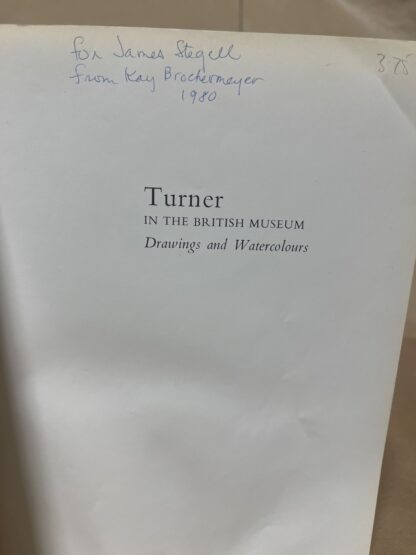 for James Stegell
from Kay Brochermeyer
1980
3.75
Turner
IN THE BRITISH MUSEUM
Drawings and Watercolours